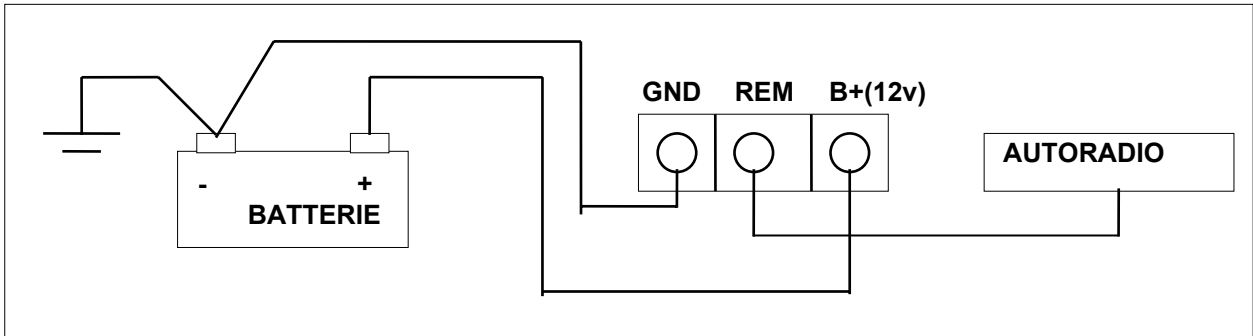 GND REM B+(12v)
AUTORADIO
- +
BATTERIE